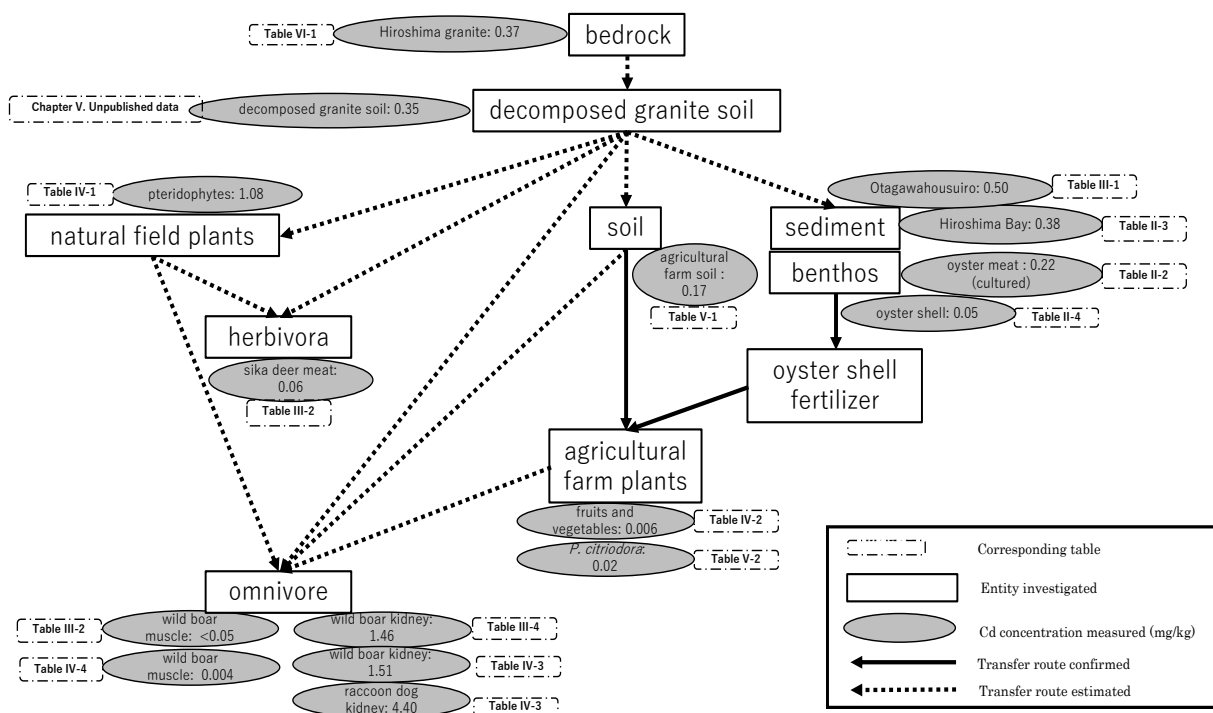 Table VI-1
Hiroshima granite: 0.37
bedrock
Chapter V. Unpublished data
decomposed granite soil: 0.35
decomposed granite soil
Table IV-1
pteridophytes: 1.08
natural field plants
soil
agricultural
farm soil :
0.17
Table V-1
Otagawahousuiro: 0.50
Table III-1
sediment
Hiroshima Bay: 0.38
Table II-3
benthos
oyster meat : 0.22
(cultured)
Table II-2
oyster shell: 0.05
Table II-4
herbivora
sika deer meat:
0.06
Table III-2
oyster shell
fertilizer
agricultural
farm plants
fruits and
vegetables: 0.006
Table IV-2
P. citriodora:
0.02
Table V-2
omnivore
Table III-2
wild boar
muscle: <0.05
wild boar kidney:
1.46
Table III-4
Table IV-4
wild boar
muscle: 0.004
wild boar kidney:
1.51
Table IV-3
raccoon dog
kidney: 4.40
Table IV-3
Corresponding table
Entity investigated
Cd concentration measured (mg/kg)
Transfer route confirmed
Transfer route estimated